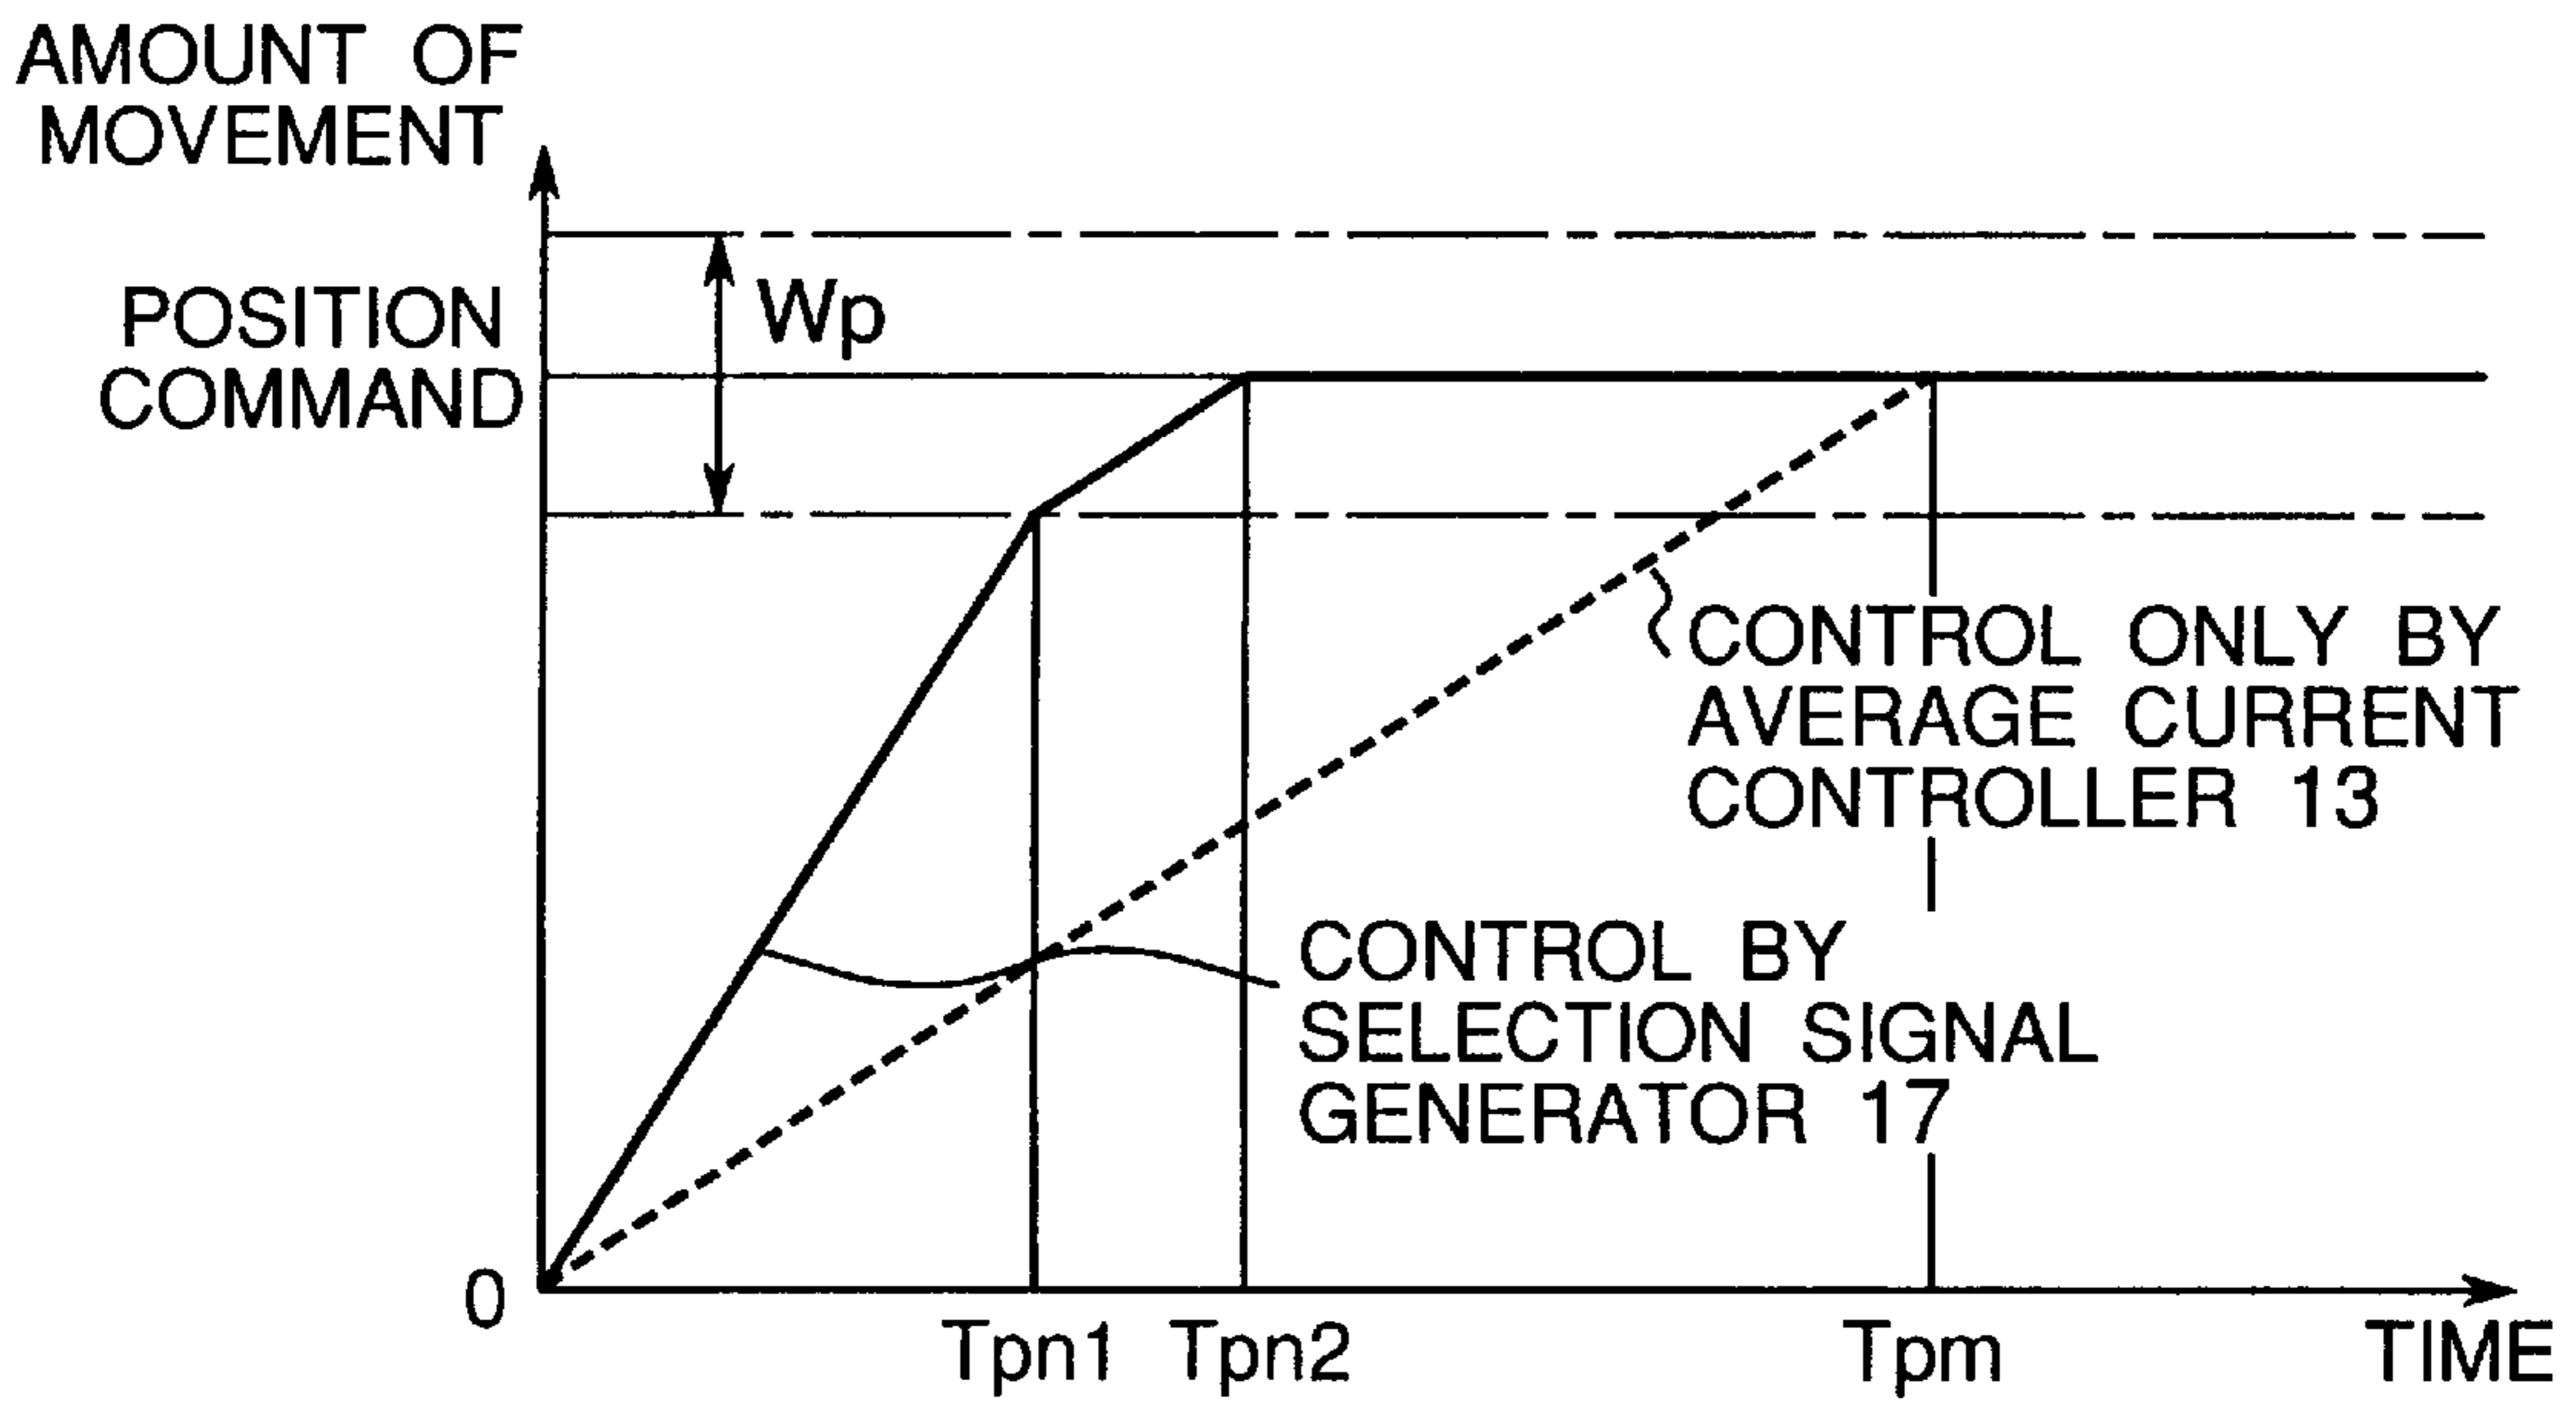 AMOUNT OF
MOVEMENT
Wp
POSITION
COMMAND
CONTROL ONLY BY
AVERAGE CURRENT
CONTROLLER 13
CONTROL BY
SELECTION SIGNAL
GENERATOR 17
0
Tpn1 Tpn2 Tpm TIME